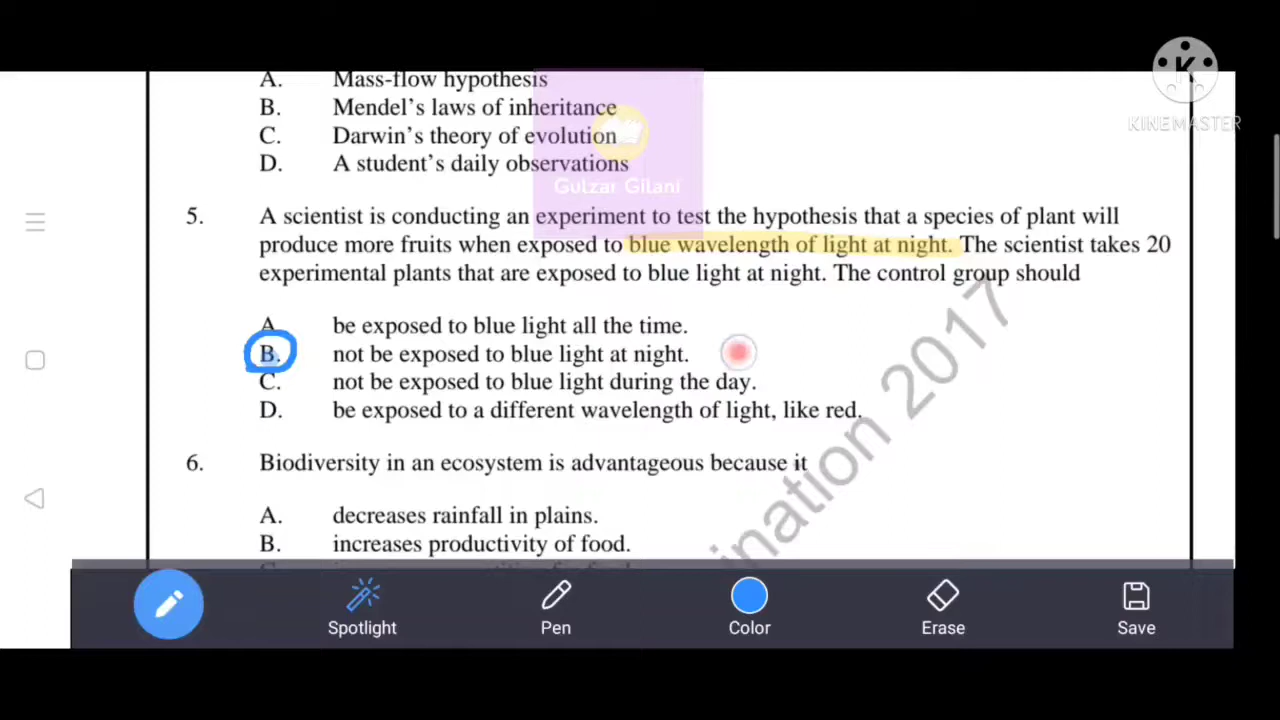 KINEMASTER
A. Mass-flow hypothesis
B. Mendel's laws of inheritance
C. Darwin's theory of evolution
D. A student's daily observations
Gulzar Gilani
5. A scientist is conducting an experiment to test the hypothesis that a species of plant will
produce more fruits when exposed to blue wavelength of light at night. The scientist takes 20
experimental plants that are exposed to blue light at night. The control group should
A. be exposed to blue light all the time.
B. not be exposed to blue light at night.
C. not be exposed to blue light during the day.
D. be exposed to a different wavelength of light, like red.
ination 2017
6. Biodiversity in an ecosystem is advantageous because it
A. decreases rainfall in plains.
B. increases productivity of food.
Spotlight
Pen
Color
Erase
Save